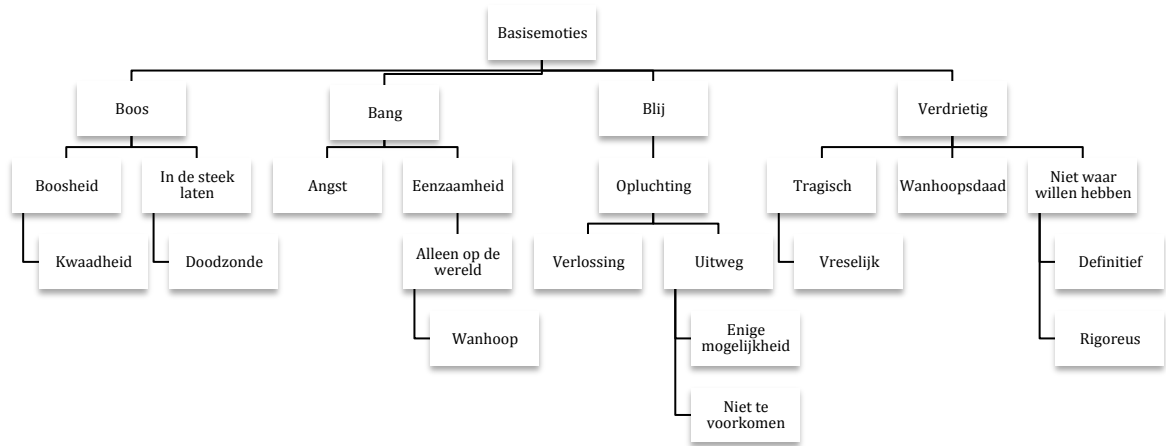 Basisemoties
Boos
Bang
Blij
Verdrietig
Boosheid
In de steek
laten
Angst
Eenzaamheid
Opluchting
Tragisch
Wanhoopsdaad
Niet waar
willen hebben
Kwaadheid
Doodzonde
Alleen op de
wereld
Verlossing
Uitweg
Vreselijk
Definitief
Wanhoop
Enige
mogelijkheid
Rigoreus
Niet te
voorkomen